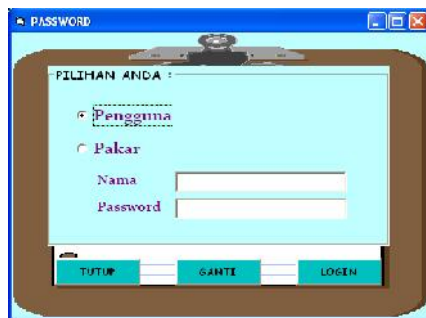 PASSWORD
PILIHAN ANDA :
Pengguna
Pakar
Nama
Password
TUTUP GANTI LOGIN